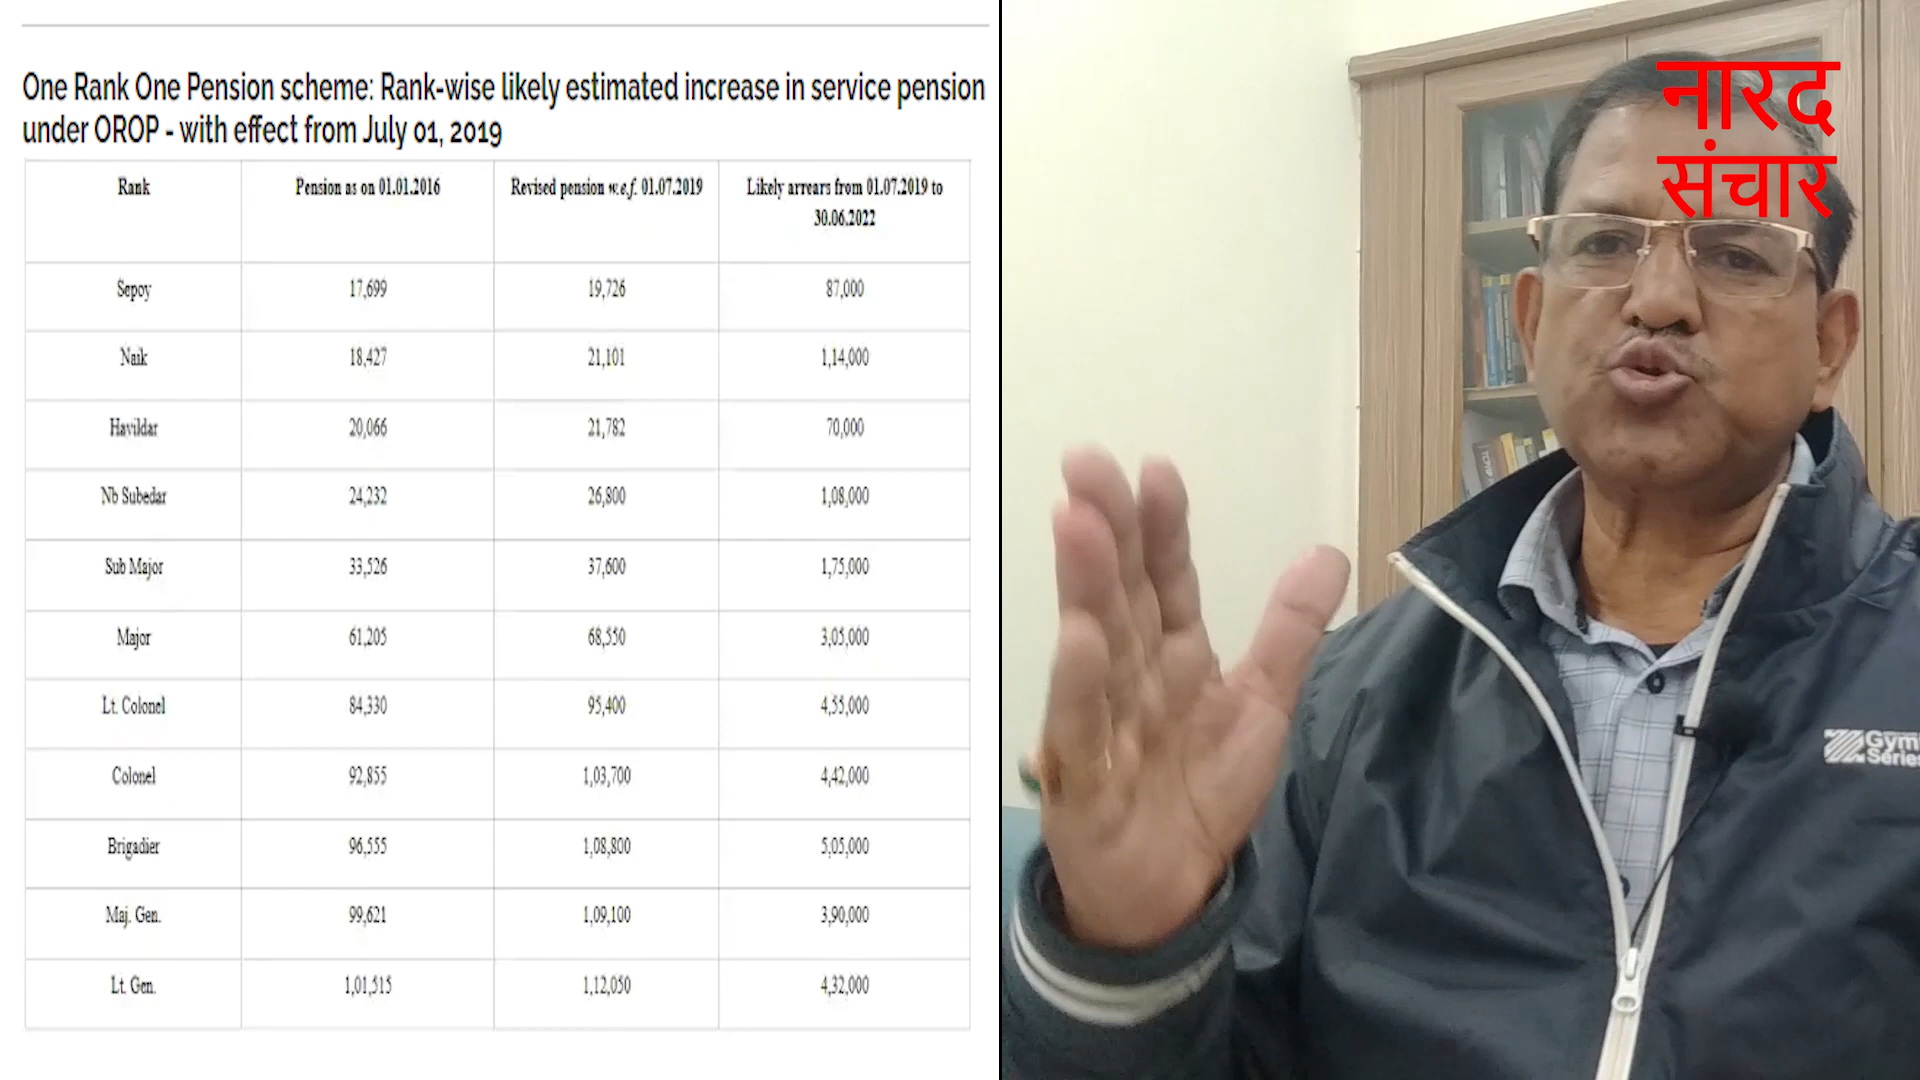 One Rank One Pension scheme: Rank-wise likely estimated increase in service pension
under OROP - with effect from July 01, 2019
Rank Pension as on 01.01.2016 Revised pension w.e.f. 01.07.2019 Likely arrears from 01.07.2019 to
30.06.2022
Sepoy 17,699 19,726 87,000
Naik 18,427 21,101 1,14,000
Havildar 20,066 21,782 70,000
Nb Subedar 24,232 26,800 1,08,000
Sub Major 33,526 37,600 1,75,000
Major 61,205 68,550 3,05,000
Lt. Colonel 84,330 95,400 4,55,000
Colonel 92,855 1,03,700 4,42,000
Brigadier 96,555 1,08,800 5,05,000
Maj. Gen. 99,621 1,09,100 3,90,000
Lt. Gen. 1,01,515 1,12,050 4,32,000
नारद
संचार
Gym
Series